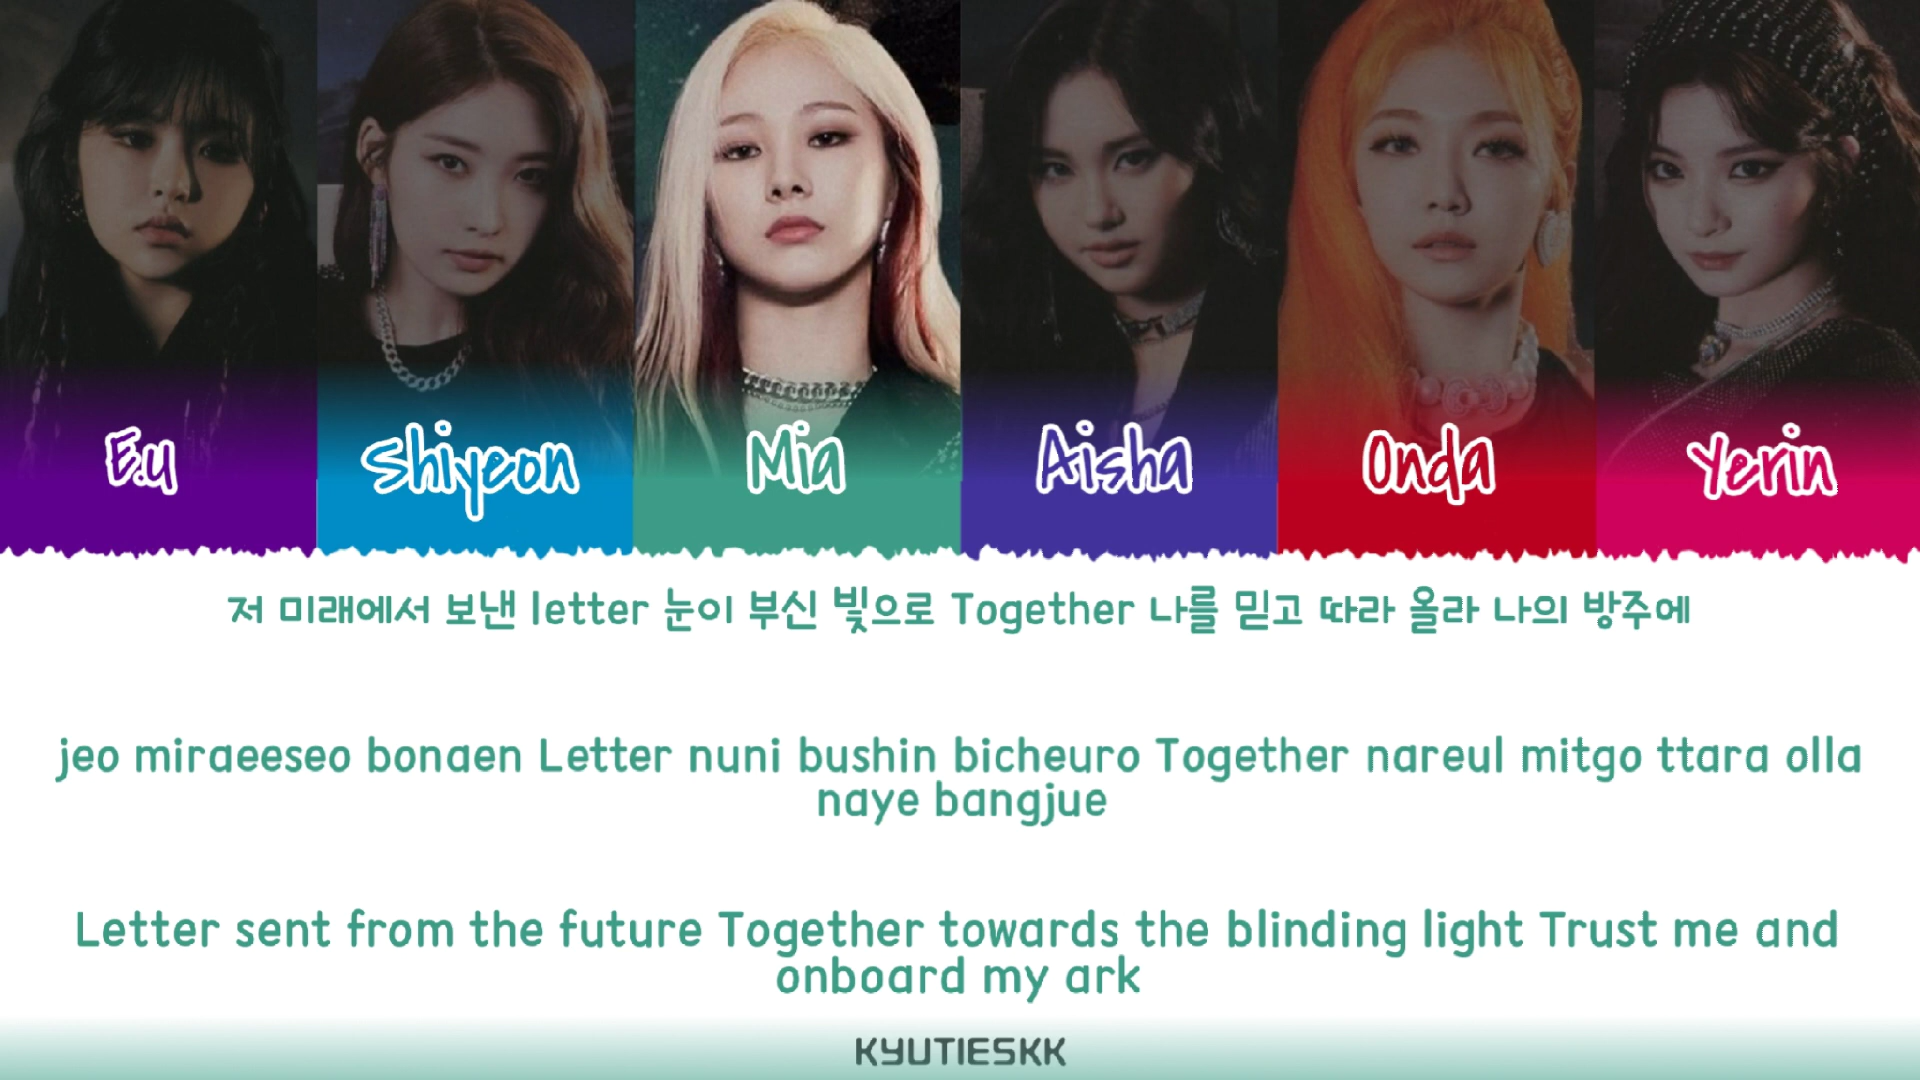 E.U
Shiyeon
Mia
Aisha
Onda
Yerin
저 미래에서 보낸 letter 눈이 부신 빛으로 Together 나를 믿고 따라 올라 나의 방주에
jeo miraeeseo bonaen Letter nuni bushin bicheuro Together nareul mitgo ttara olla
naye bangjue
Letter sent from the future Together towards the blinding light Trust me and
onboard my ark
KYUTIESKK